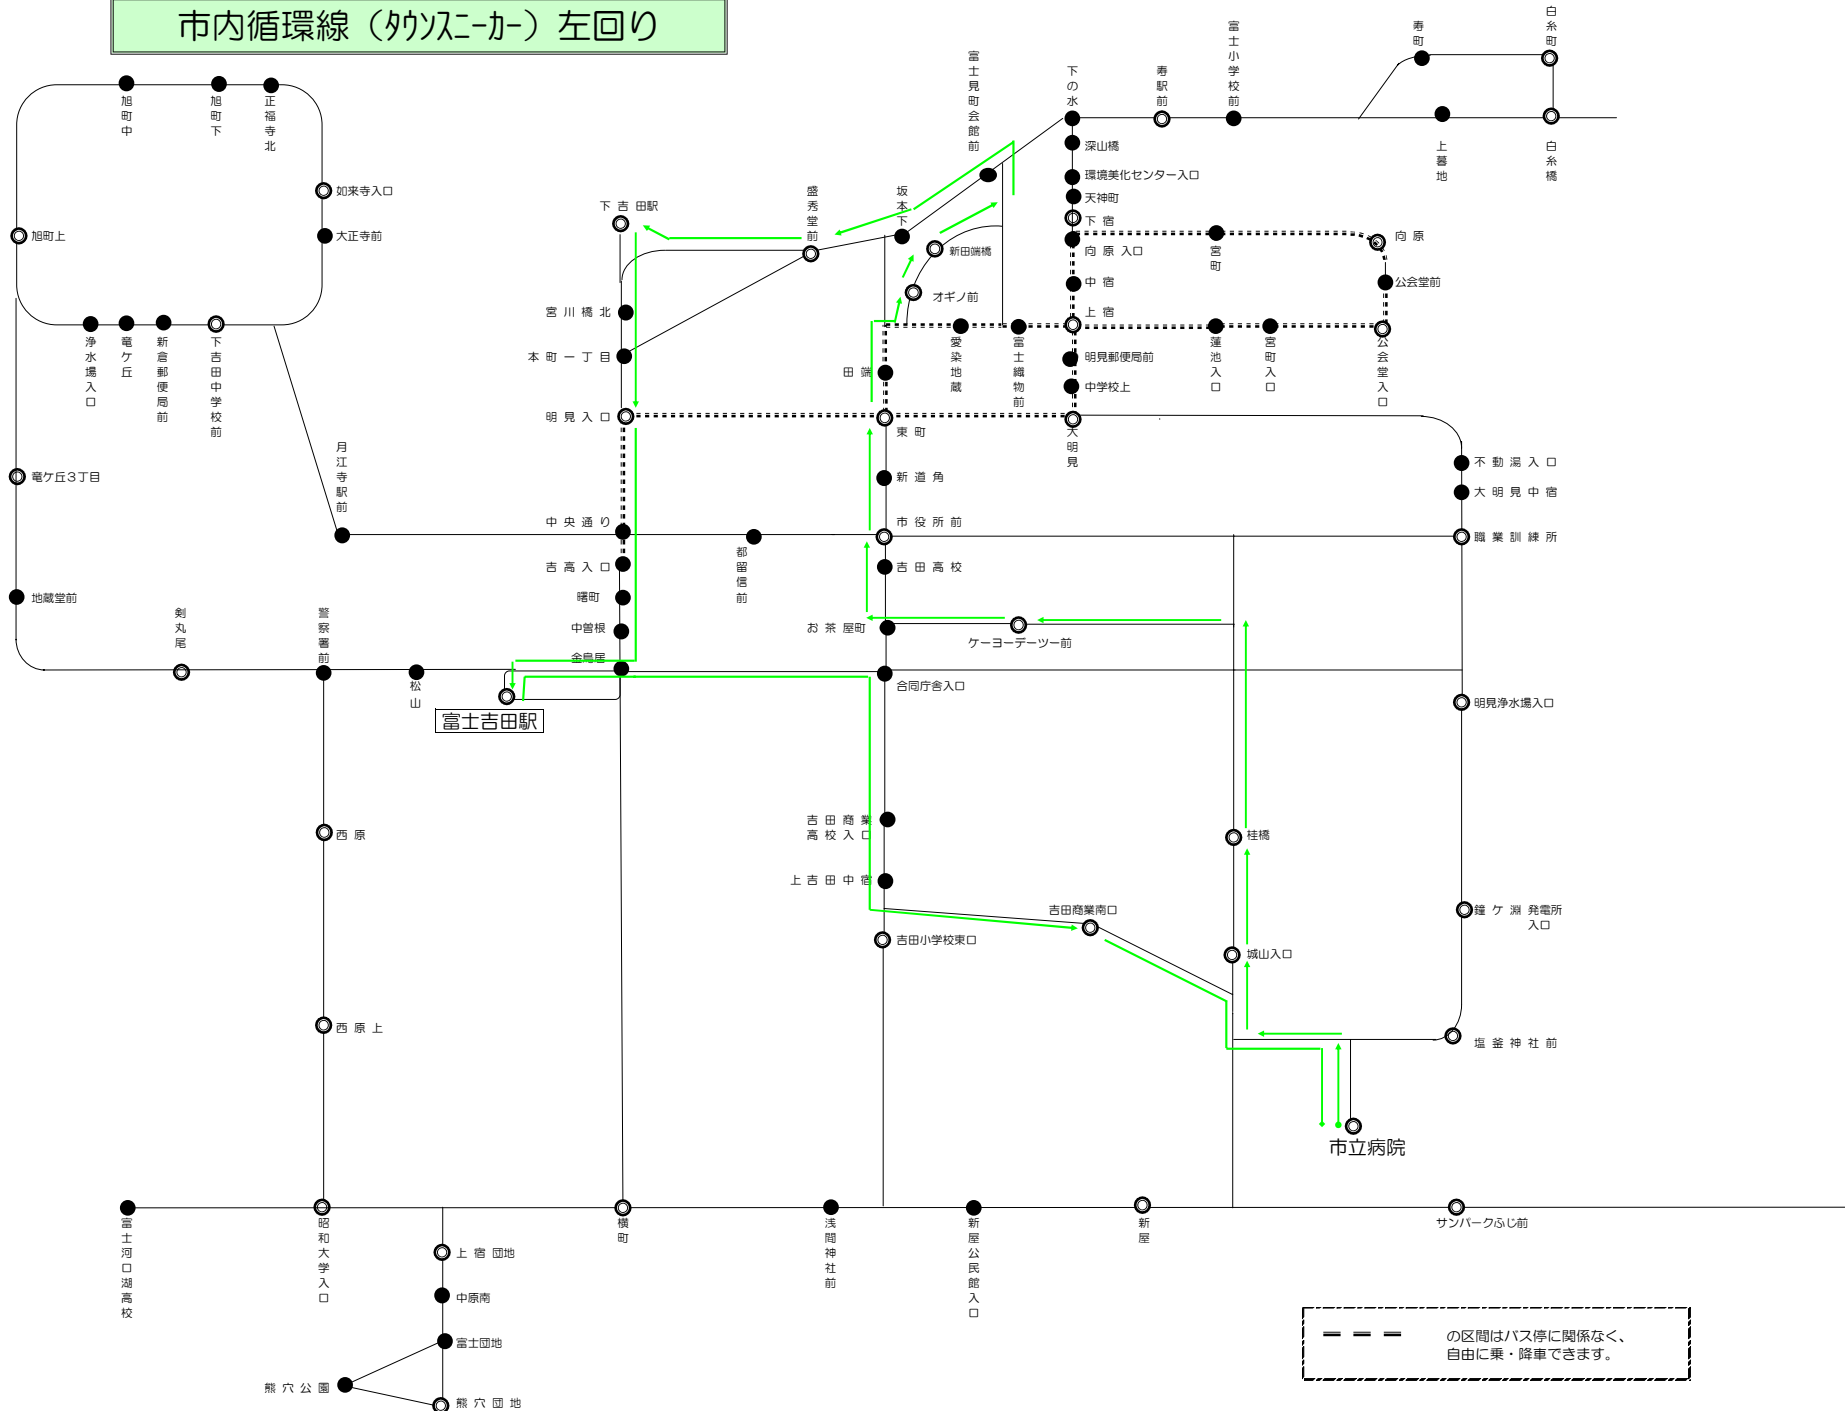 市内循環線（ﾀｳﾝｽﾆｰｶｰ）左回り
白糸町
寿町
富士小学校前
寿駅前
下の水
富士見町会館前
旭町中
旭町下
正福寺北
深山橋
上暮地
白糸橋
環境美化センター入口
天神町
如来寺入口
盛秀堂前
坂本下
下吉田駅
下宿
旭町上
大正寺前
新田端橋
向原入口
宮町
向原
中宿
公会堂前
オギノ前
宮川橋北
上宿
浄水場入口
竜ケ丘
新倉郵便局前
下吉田中学校前
本町一丁目
愛染地蔵
富士織物前
明見郵便局前
蓮池入口
宮町入口
公会堂入口
田端
中学校上
明見入口
東町
大明見
月江寺駅前
不動湯入口
竜ケ丘３丁目
新道角
大明見中宿
中央通り
市役所前
職業訓練所
都留信前
吉高入口
吉田高校
地蔵堂前
曙町
剣丸尾
警察署前
中曽根
お茶屋町
ケーヨーデーツー前
金鳥居
松山
合同庁舎入口
富士吉田駅
明見浄水場入口
吉田商業
高校入口
西原
桂橋
上吉田中宿
吉田商業南口
鐘ケ淵発電所
入口
吉田小学校東口
城山入口
西原上
塩釜神社前
市立病院
富士河口湖高校
昭和大学入口
横町
浅間神社前
新屋公民館入口
新屋
サンパークふじ前
上宿団地
中原南
富士団地
熊穴公園
熊穴団地
の区間はバス停に関係なく、
自由に乗・降車できます。